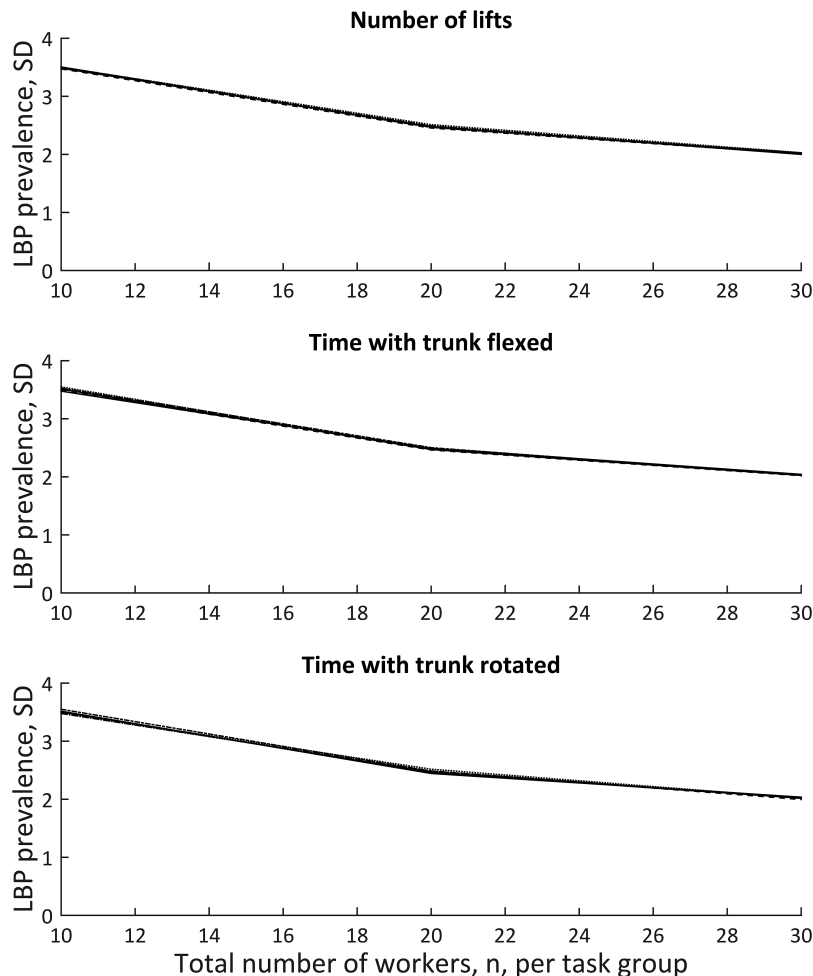 Number of lifts
LBP prevalence, SD
4
3
2
1
0
10 12 14 16 18 20 22 24 26 28 30
Time with trunk flexed
LBP prevalence, SD
4
3
2
1
0
10 12 14 16 18 20 22 24 26 28 30
Time with trunk rotated
LBP prevalence, SD
4
3
2
1
0
10 12 14 16 18 20 22 24 26 28 30
Total number of workers, n, per task group